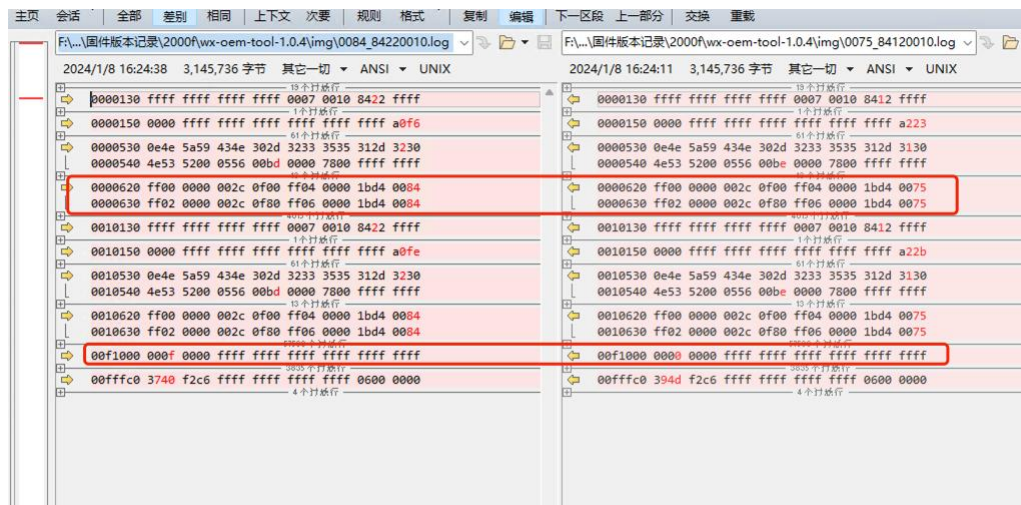 主页 会话 全部 差别 相同 上下文 次要 规则 格式 复制 编辑 下一区段 上一部分 交换 重载
F:\...\固件版本记录\2000f\wx-oem-tool-1.0.4\img\0084_84220010.log F:\...\固件版本记录\2000f\wx-oem-tool-1.0.4\img\0075_84120010.log
2024/1/8 16:24:38 3,145,736 字节 其它一切 ANSI UNIX 2024/1/8 16:24:11 3,145,736 字节 其它一切 ANSI UNIX
0000130 ffff ffff ffff ffff 0007 0010 8422 ffff 0000130 ffff ffff ffff ffff 0007 0010 8412 ffff
0000150 0000 ffff ffff ffff ffff ffff ffff a0f6 0000150 0000 ffff ffff ffff ffff ffff ffff a223
0000530 0e4e 5a59 434e 302d 3233 3535 312d 3230 0000530 0e4e 5a59 434e 302d 3233 3535 312d 3130
0000540 4e53 5200 0556 00bd 0000 7800 ffff ffff 0000540 4e53 5200 0556 00be 0000 7800 ffff ffff
0000620 ff00 0000 002c 0f00 ff04 0000 1bd4 0084 0000620 ff00 0000 002c 0f00 ff04 0000 1bd4 0075
0000630 ff02 0000 002c 0f80 ff06 0000 1bd4 0084 0000630 ff02 0000 002c 0f80 ff06 0000 1bd4 0075
0010130 ffff ffff ffff ffff 0007 0010 8422 ffff 0010130 ffff ffff ffff ffff 0007 0010 8412 ffff
0010150 0000 ffff ffff ffff ffff ffff ffff a0fe 0010150 0000 ffff ffff ffff ffff ffff ffff a22b
0010530 0e4e 5a59 434e 302d 3233 3535 312d 3230 0010530 0e4e 5a59 434e 302d 3233 3535 312d 3130
0010540 4e53 5200 0556 00bd 0000 7800 ffff ffff 0010540 4e53 5200 0556 00be 0000 7800 ffff ffff
0010620 ff00 0000 002c 0f00 ff04 0000 1bd4 0084 0010620 ff00 0000 002c 0f00 ff04 0000 1bd4 0075
0010630 ff02 0000 002c 0f80 ff06 0000 1bd4 0084 0010630 ff02 0000 002c 0f80 ff06 0000 1bd4 0075
00f1000 000f 0000 ffff ffff ffff ffff ffff ffff 00f1000 0000 0000 ffff ffff ffff ffff ffff ffff
00fffc0 3740 f2c6 ffff ffff ffff ffff 0600 0000 00fffc0 394d f2c6 ffff ffff ffff ffff 0600 0000